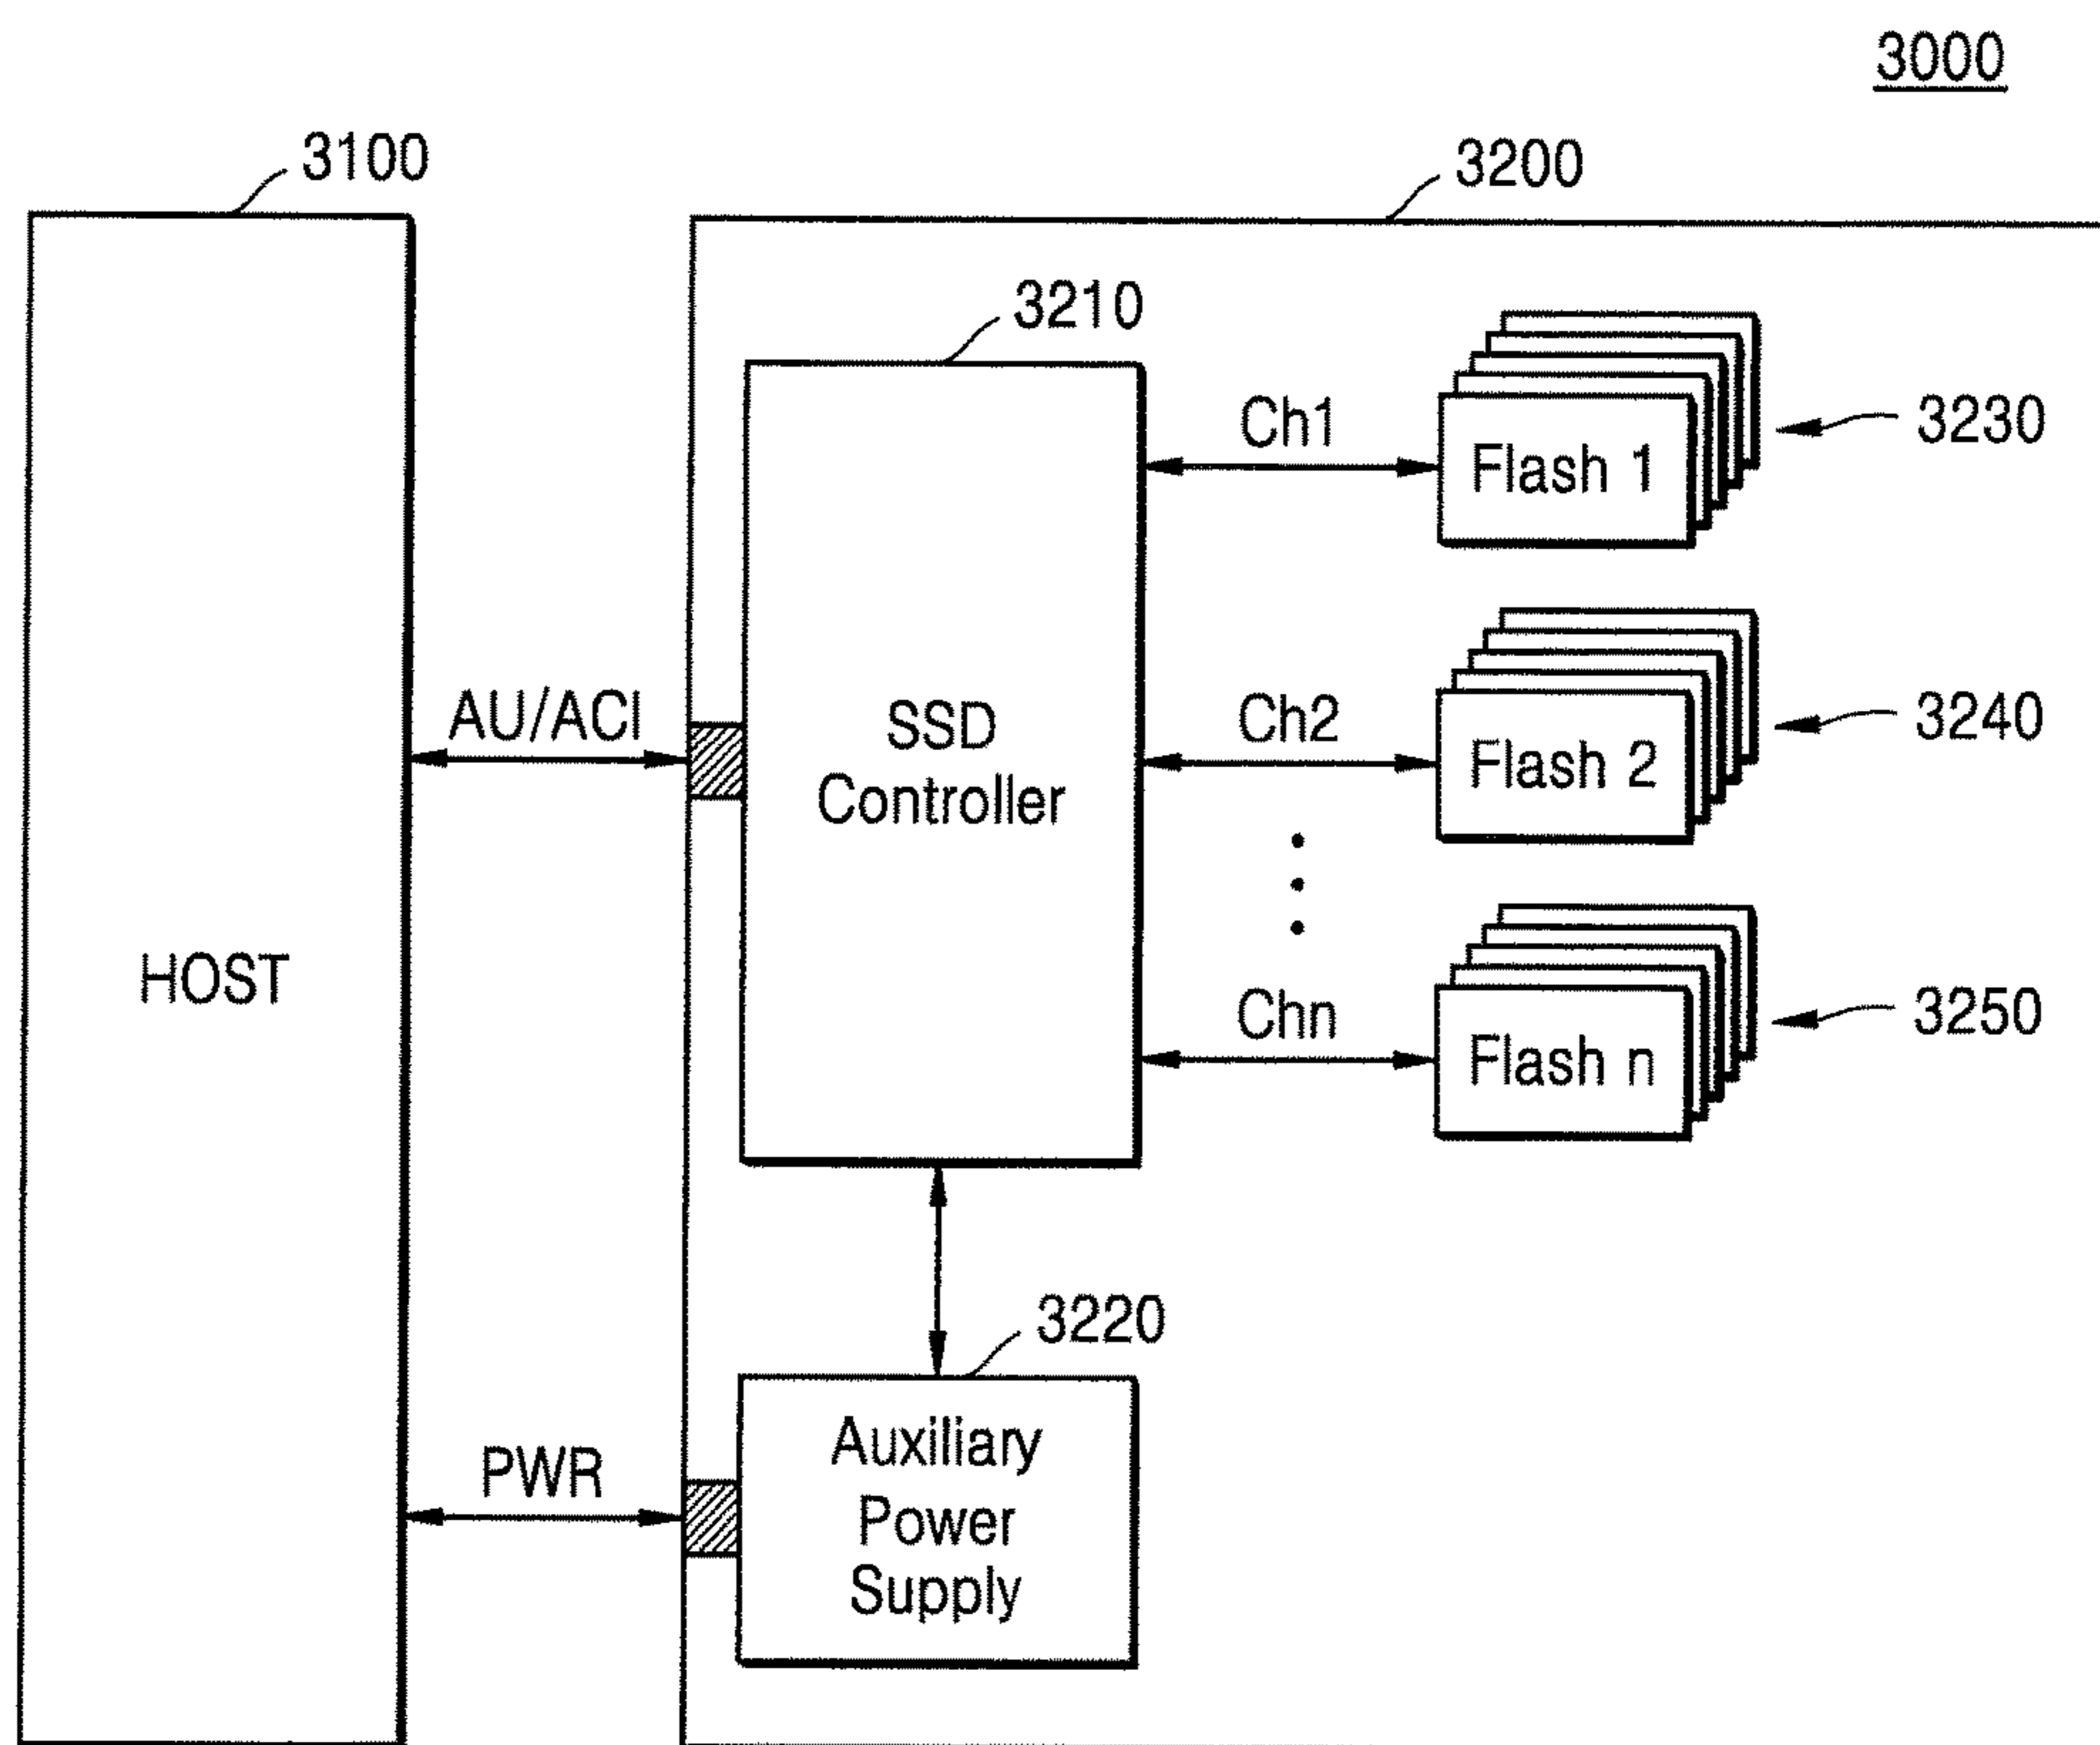 3000
3100
3200
3210
Ch1
Flash 1
3230
AU/ACI
SSD
Controller
Ch2
Flash 2
3240
HOST
Chn
Flash n
3250
3220
PWR
Auxiliary
Power
Supply